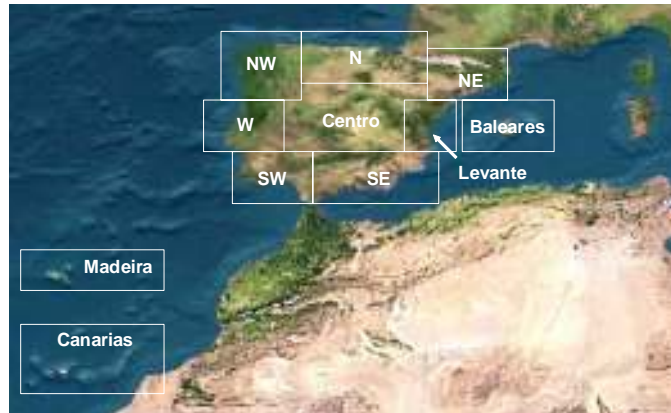 N
NW
NE
W
Centro
Baleares
Levante
SW
SE
Madeira
Canarias